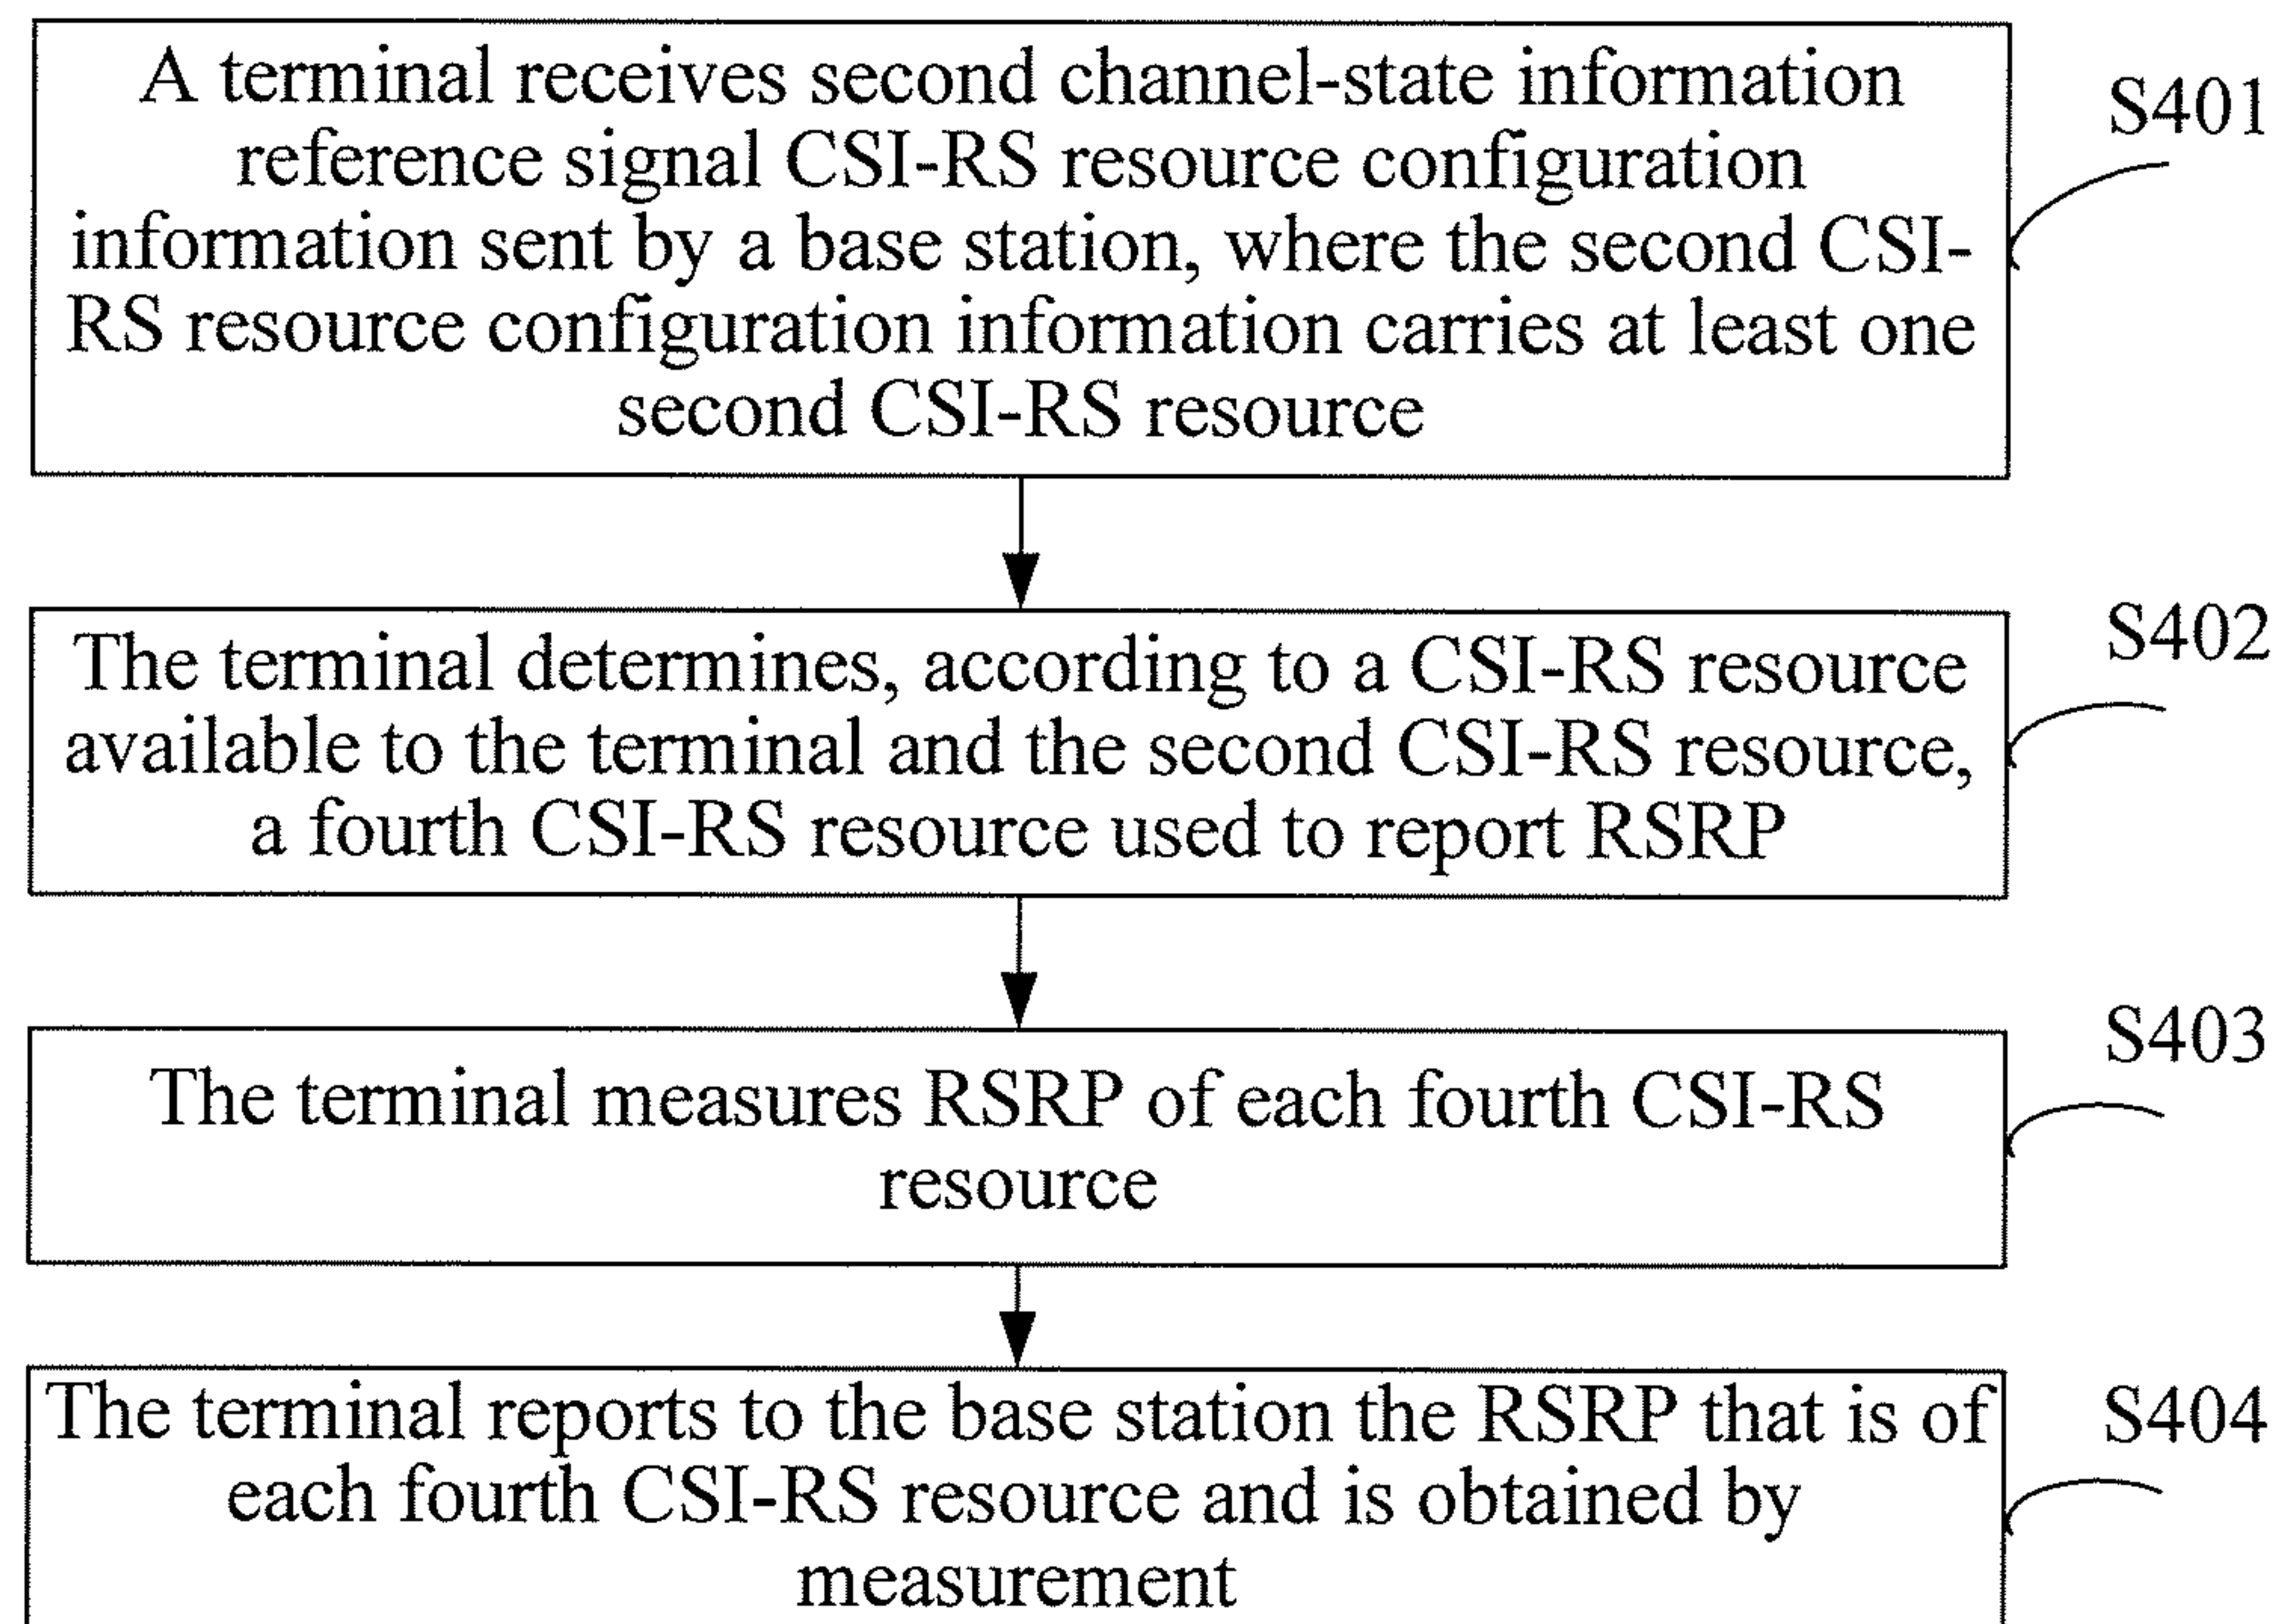 A terminal receives second channel-state information
reference signal CSI-RS resource configuration
information sent by a base station, where the second CSI-
RS resource configuration information carries at least one
second CSI-RS resource
S401
The terminal determines, according to a CSI-RS resource
available to the terminal and the second CSI-RS resource,
a fourth CSI-RS resource used to report RSRP
S402
The terminal measures RSRP of each fourth CSI-RS
resource
S403
The terminal reports to the base station the RSRP that is of
each fourth CSI-RS resource and is obtained by
measurement
S404